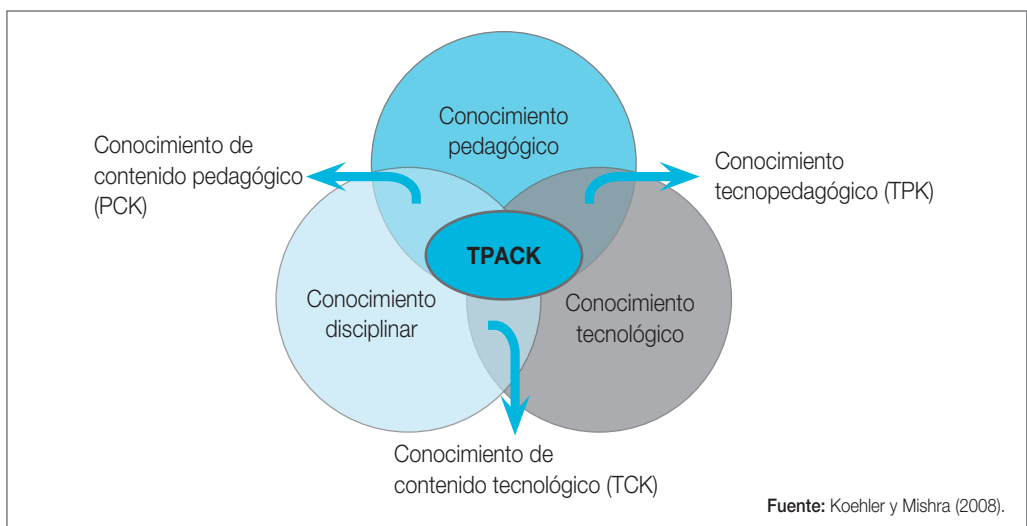 Conocimiento
pedagógico
Conocimiento de
contenido pedagógico
(PCK)
Conocimiento
tecnopedagógico (TPK)
TPACK
Conocimiento
disciplinar
Conocimiento
tecnológico
Conocimiento de
contenido tecnológico (TCK)
Fuente: Koehler y Mishra (2008).